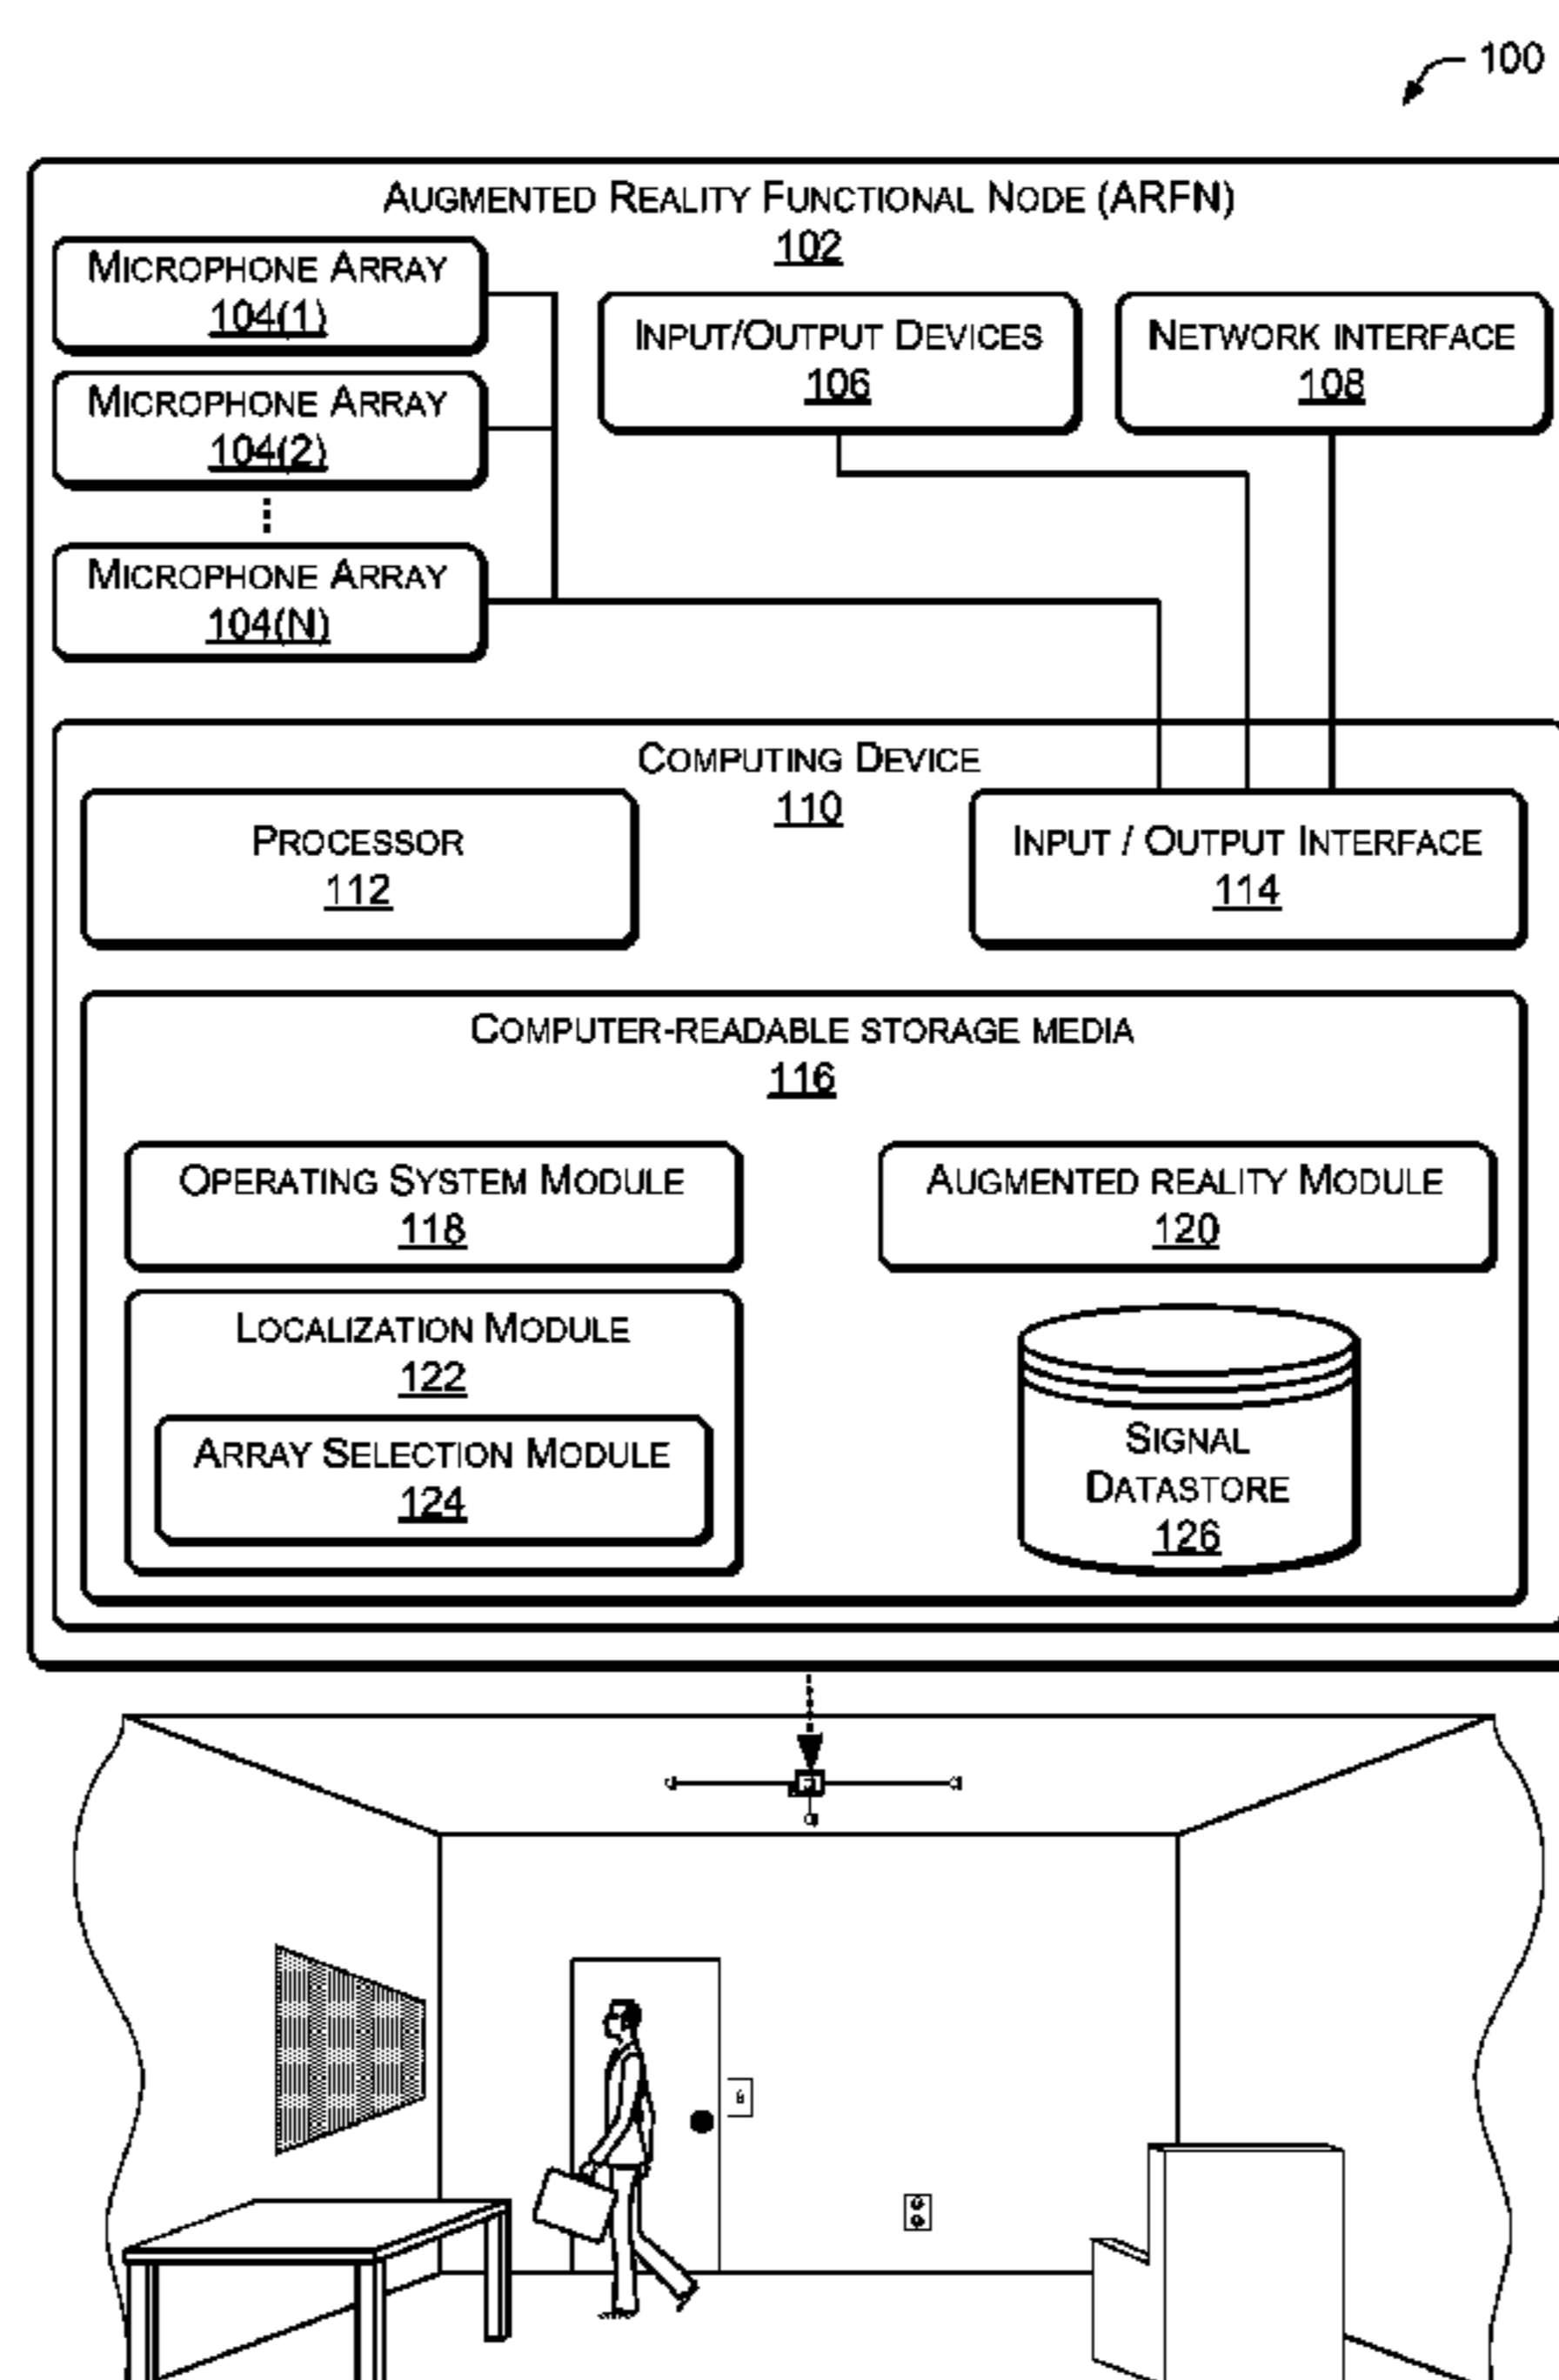 100
AUGMENTED REALITY FUNCTIONAL NODE (ARFN)
102
MICROPHONE ARRAY
104(1)
MICROPHONE ARRAY
104(2)
MICROPHONE ARRAY
104(N)
INPUT/OUTPUT DEVICES
106
NETWORK INTERFACE
108
COMPUTING DEVICE
110
PROCESSOR
112
INPUT / OUTPUT INTERFACE
114
COMPUTER-READABLE STORAGE MEDIA
116
OPERATING SYSTEM MODULE
118
AUGMENTED REALITY MODULE
120
LOCALIZATION MODULE
122
ARRAY SELECTION MODULE
124
SIGNAL
DATASTORE
126